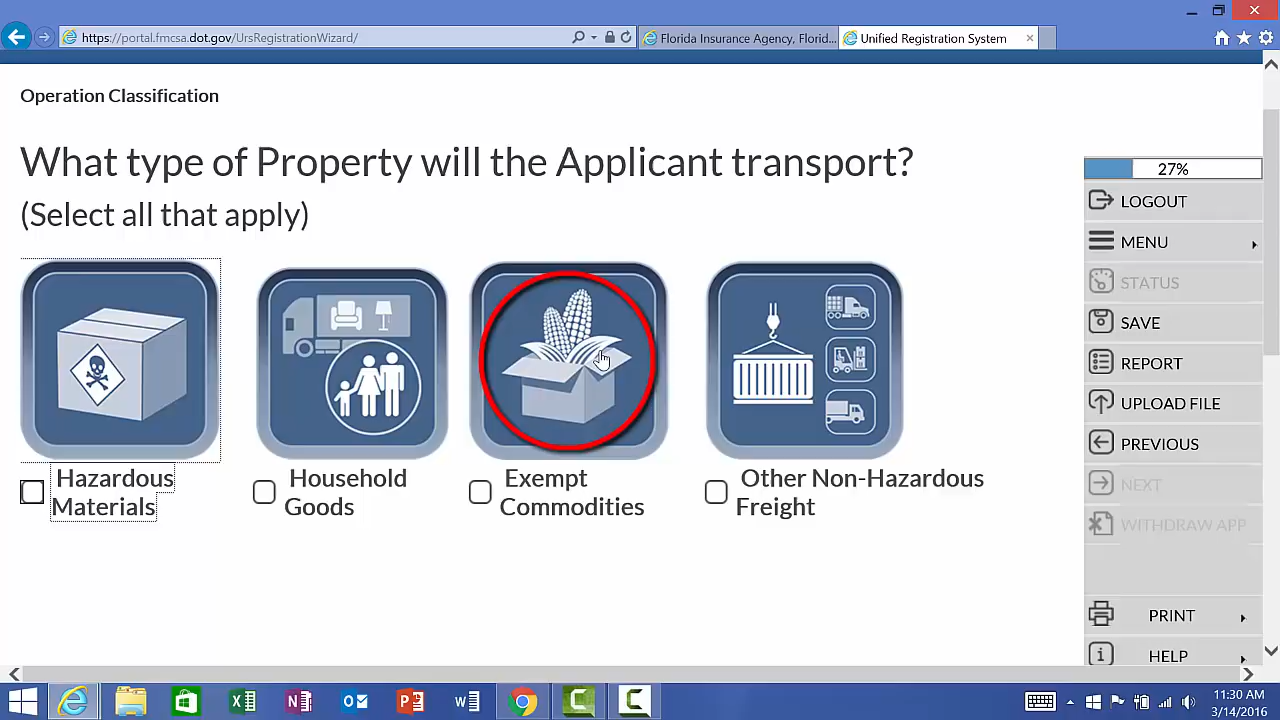 https://portal.fmcsa.dot.gov/UrsRegistrationWizard/
Florida Insurance Agency, Florid...
Unified Registration System
Operation Classification
What type of Property will the Applicant transport?
(Select all that apply)
Hazardous
Materials
Household
Goods
Exempt
Commodities
Other Non-Hazardous
Freight
27%
LOGOUT
MENU
STATUS
SAVE
REPORT
UPLOAD FILE
PREVIOUS
NEXT
WITHDRAW APP
PRINT
HELP
11:30 AM
3/14/2016